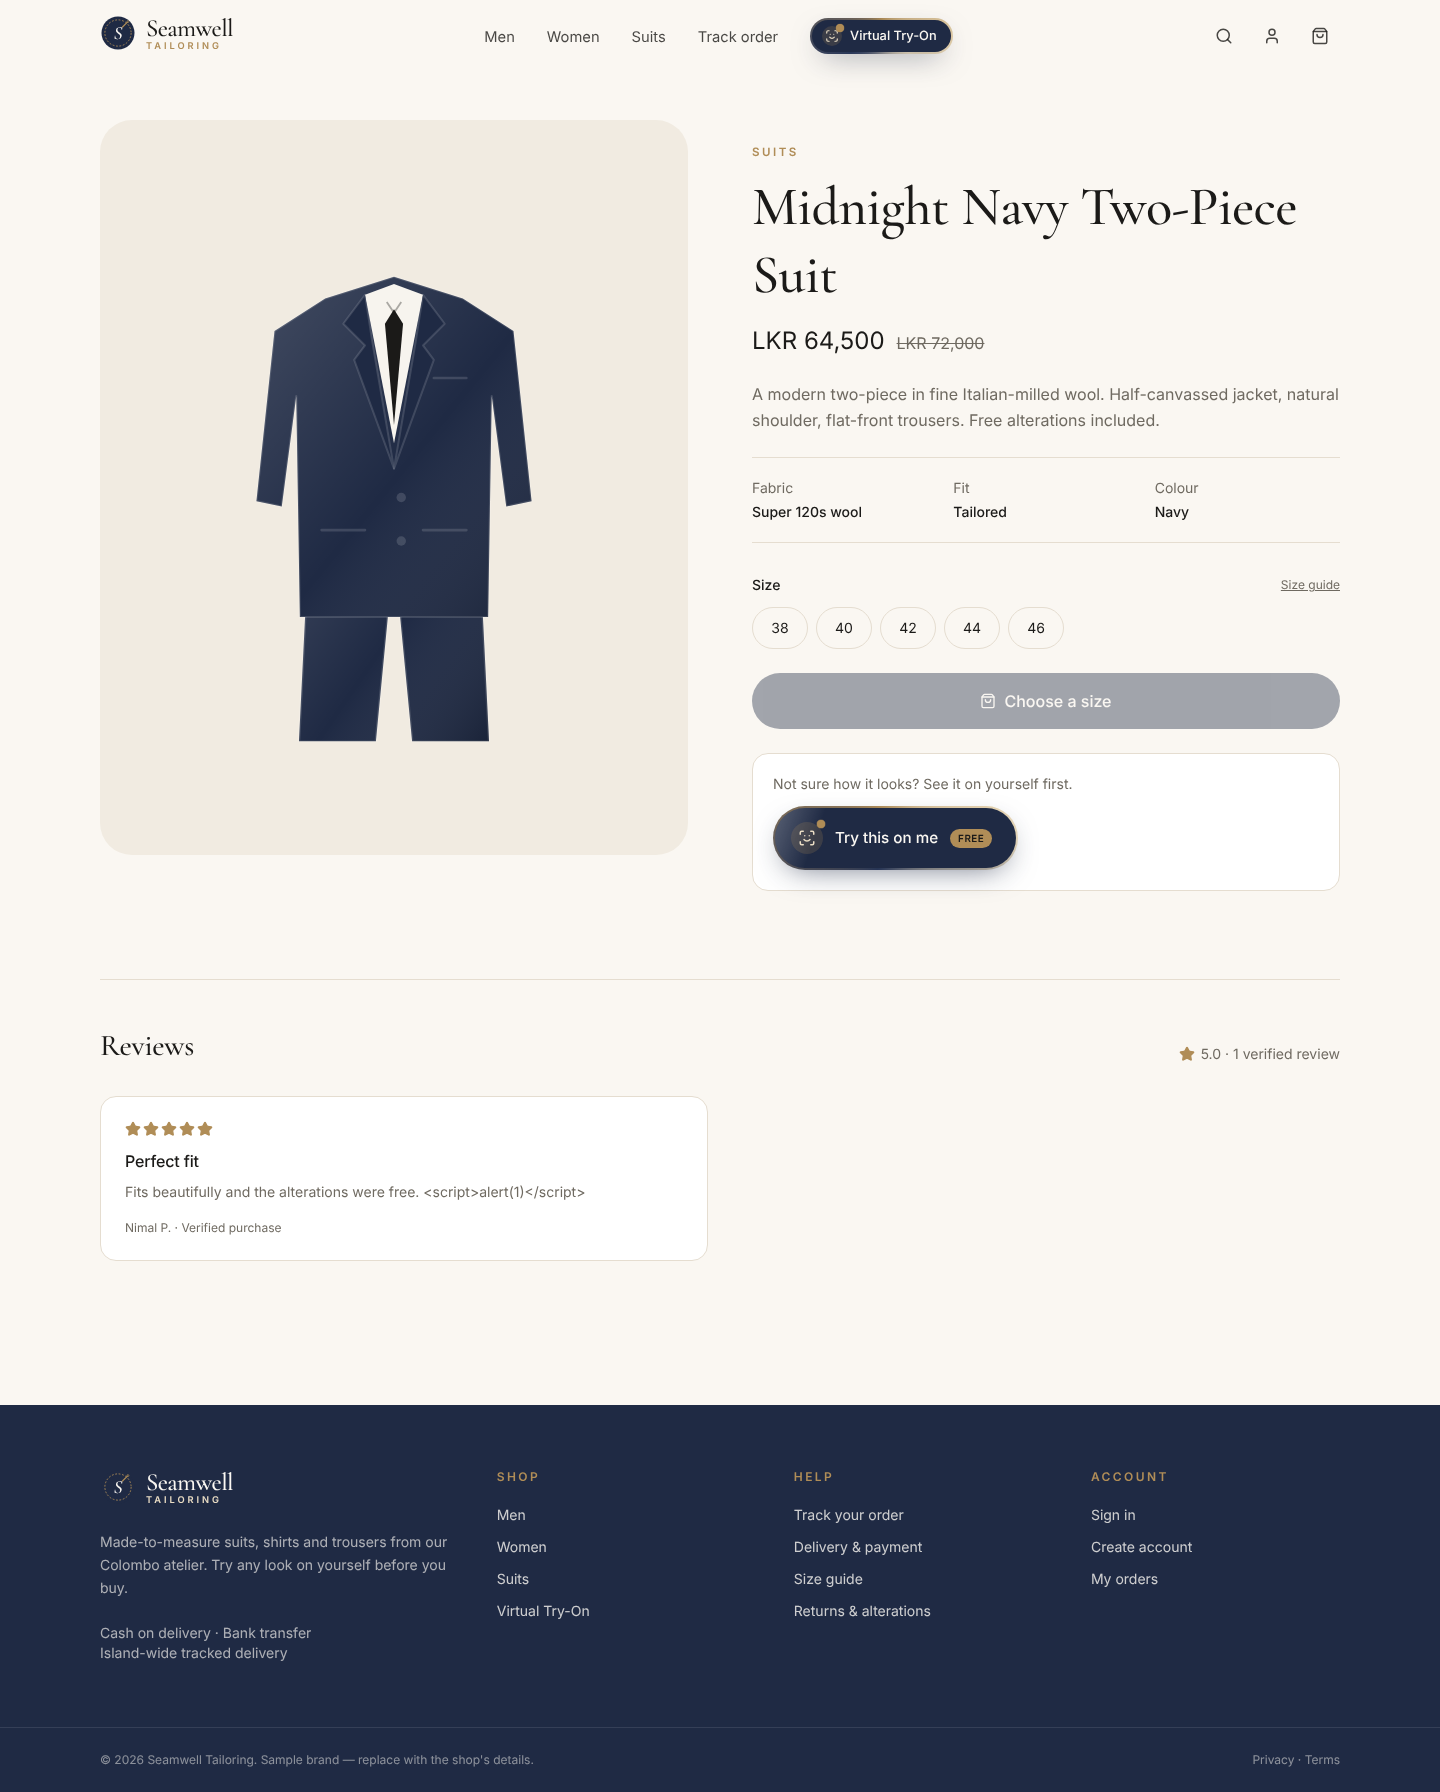 S
Seamwell
TAILORING
Men
Women
Suits
Track order
Virtual Try-On
SUITS
Midnight Navy Two-Piece
Suit
LKR 64,500 LKR 72,000
A modern two-piece in fine Italian-milled wool. Half-canvassed jacket, natural
shoulder, flat-front trousers. Free alterations included.
Fabric
Super 120s wool
Fit
Tailored
Colour
Navy
Size
Size guide
38
40
42
44
46
Choose a size
Not sure how it looks? See it on yourself first.
Try this on me FREE
Reviews
5.0 · 1 verified review
Perfect fit
Fits beautifully and the alterations were free. <script>alert(1)</script>
Nimal P. · Verified purchase
S
Seamwell
TAILORING
Made-to-measure suits, shirts and trousers from our
Colombo atelier. Try any look on yourself before you
buy.
Cash on delivery · Bank transfer
Island-wide tracked delivery
SHOP
Men
Women
Suits
Virtual Try-On
HELP
Track your order
Delivery & payment
Size guide
Returns & alterations
ACCOUNT
Sign in
Create account
My orders
© 2026 Seamwell Tailoring. Sample brand — replace with the shop's details.
Privacy · Terms